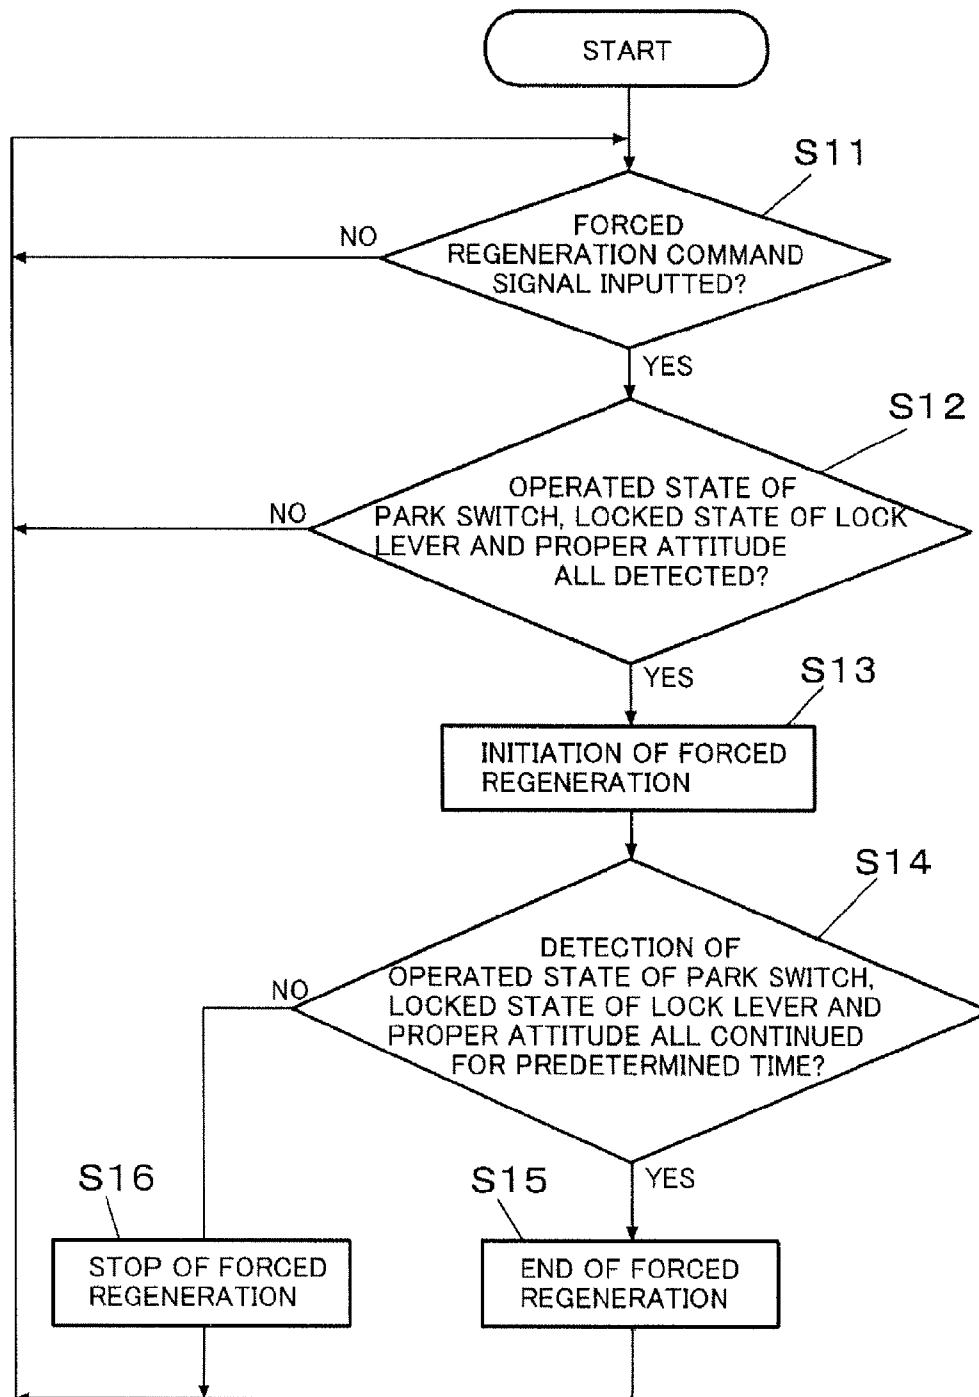 START
S11
FORCED
REGENERATION COMMAND
SIGNAL INPUTTED?
NO
YES
S12
OPERATED STATE OF
PARK SWITCH, LOCKED STATE OF LOCK
LEVER AND PROPER ATTITUDE
ALL DETECTED?
NO
YES
S13
INITIATION OF FORCED
REGENERATION
S14
DETECTION OF
OPERATED STATE OF PARK SWITCH,
LOCKED STATE OF LOCK LEVER AND
PROPER ATTITUDE ALL CONTINUED
FOR PREDETERMINED TIME?
NO
YES
S16
STOP OF FORCED
REGENERATION
S15
END OF FORCED
REGENERATION